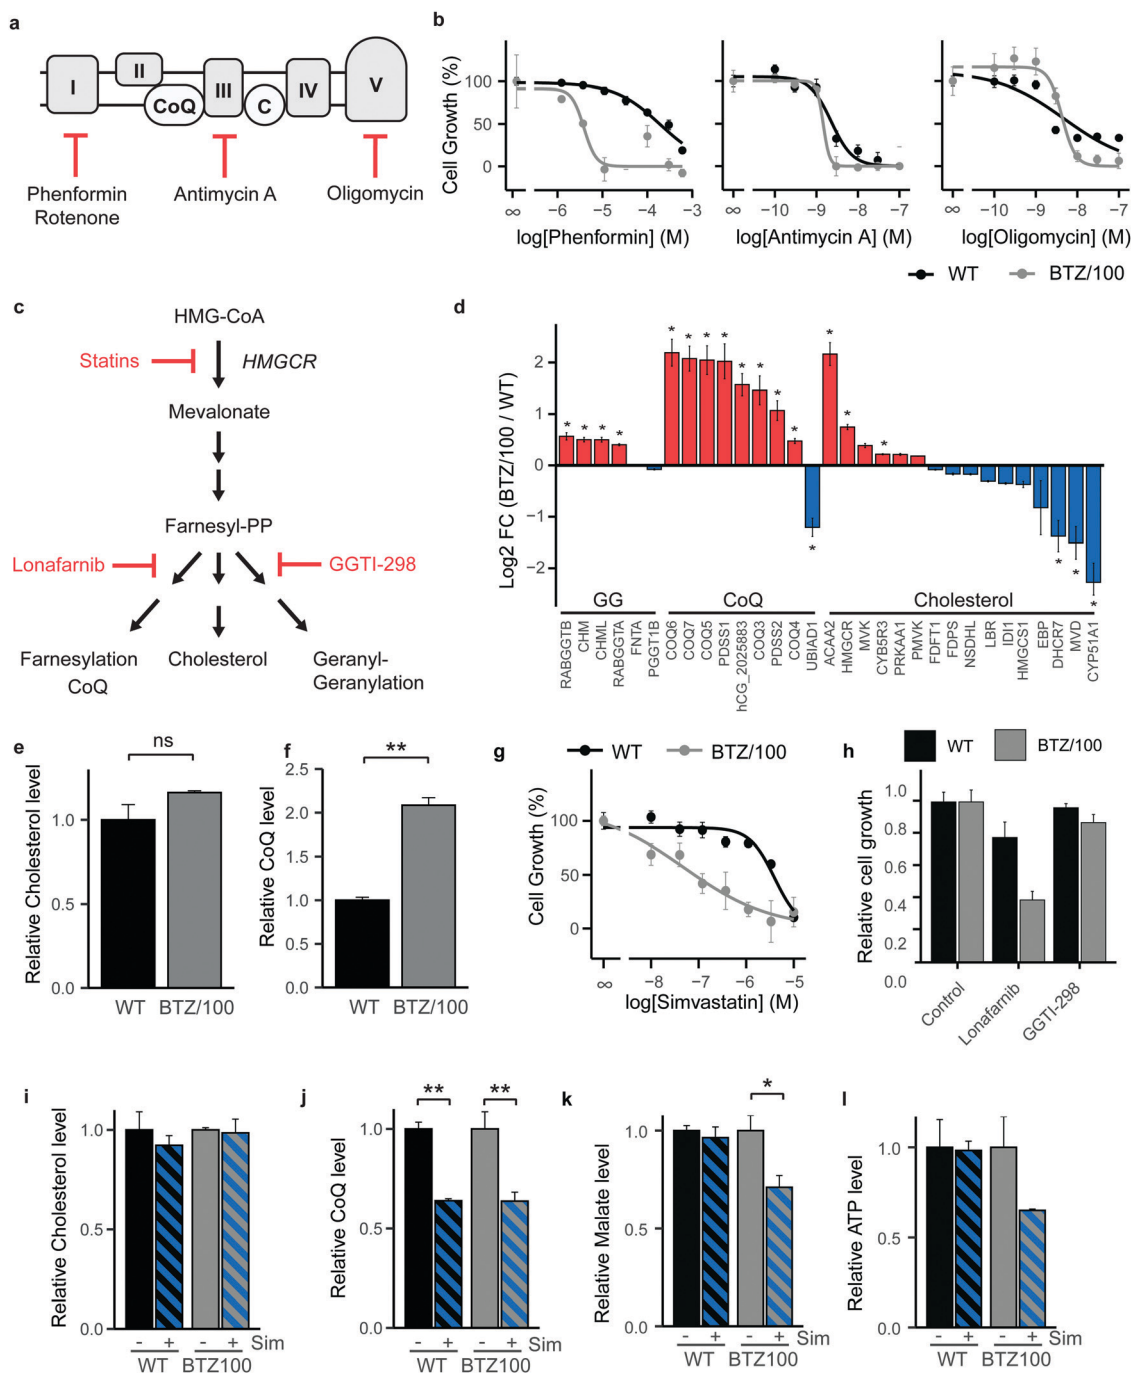 a
I
II
CoQ
III
C
IV
V
Phenformin
Rotenone
Antimycin A
Oligomycin
b
Cell Growth (%)
100
50
0
∞
−6
−5
−4
−3
log[Phenformin] (M)
∞
−10
−9
−8
−7
log[Antimycin A] (M)
∞
−10
−9
−8
−7
log[Oligomycin] (M)
WT
BTZ/100
c
HMG-CoA
Statins
HMGCR
Mevalonate
Farnesyl-PP
Lonafarnib
GGTI-298
Farnesylation
CoQ
Cholesterol
Geranyl-
Geranylation
d
Log2 FC (BTZ/100 / WT)
2
1
0
−1
−2
* * * *
* * * * * * * * *
* * * * * *
GG
CoQ
Cholesterol
RABGGTB
CHM
CHML
RABGGTA
FNTA
PGGT1B
COQ6
COQ7
COQ5
PDSS1
hCG_2025883
COQ3
PDSS2
COQ4
UBIAD1
ACAA2
HMGCR
MVK
CYB5R3
PRKAA1
PMVK
FDFT1
FDPS
NSDHL
LBR
IDI1
HMGCS1
EBP
DHCR7
MVD
CYP51A1
e
Relative Cholesterol level
ns
1.0
0.0
WT
BTZ/100
f
Relative CoQ level
**
2.5
2.0
1.5
1.0
0.5
0.0
WT
BTZ/100
g
WT
BTZ/100
Cell Growth (%)
100
50
0
∞
−8
−7
−6
−5
log[Simvastatin] (M)
h
WT
BTZ/100
Relative cell growth
1.0
0.8
0.6
0.4
0.2
0.0
Control
Lonafarnib
GGTI-298
i
Relative Cholesterol level
1.0
0.5
0.0
- + - + Sim
WT BTZ100
j
Relative CoQ level
** **
1.0
0.5
0.0
- + - + Sim
WT BTZ100
k
Relative Malate level
*
1.0
0.5
0.0
- + - + Sim
WT BTZ100
l
Relative ATP level
1.0
0.5
0.0
- + - + Sim
WT BTZ100